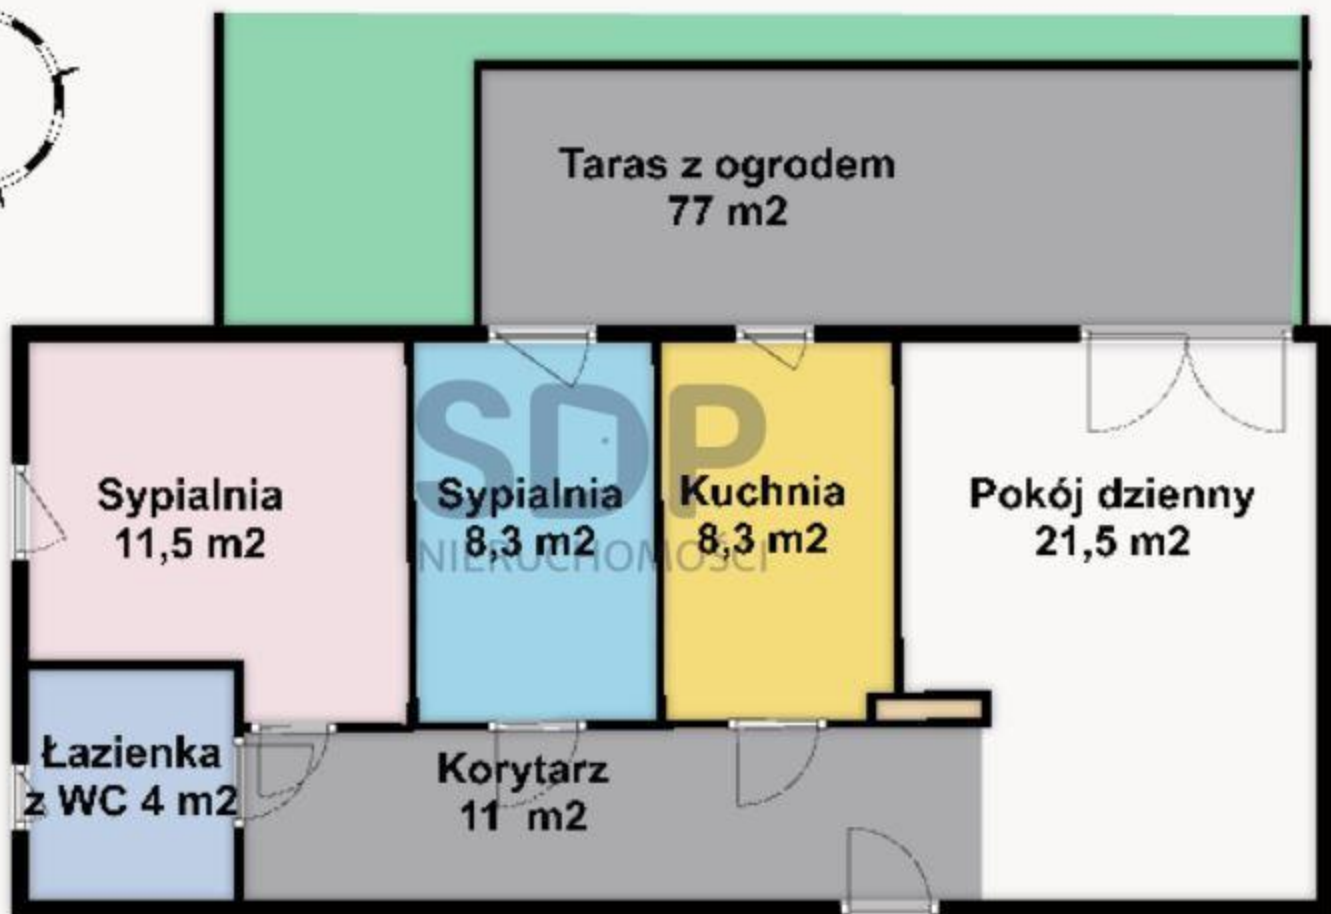 Taras z ogrodem
77 m2
Sypialnia
11,5 m2
Sypialnia
8,3 m2
Kuchnia
8,3 m2
Pokój dzienny
21,5 m2
SDP
NIERUCHOMOŚCI
Łazienka
z WC 4 m2
Korytarz
11 m2